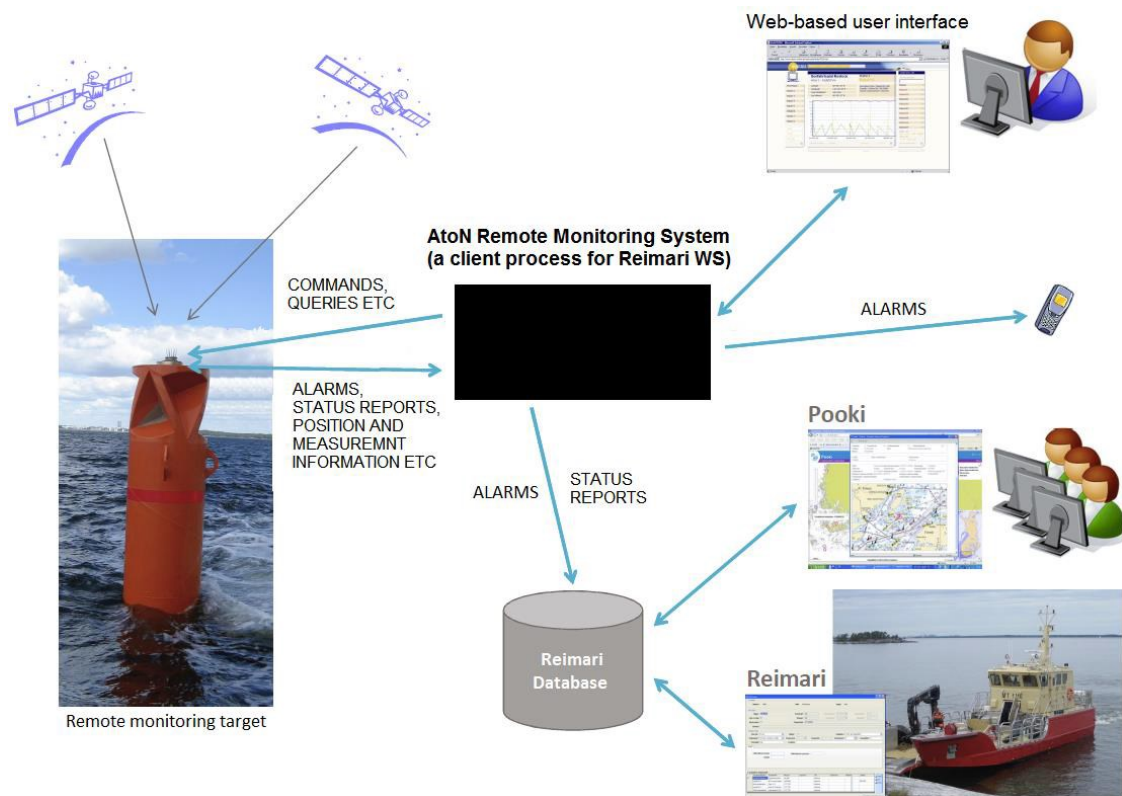 Web-based user interface
AtoN Remote Monitoring System
(a client process for Reimari WS)
COMMANDS,
QUERIES ETC
ALARMS
ALARMS,
STATUS REPORTS,
POSITION AND
MEASUREMNT
INFORMATION ETC
ALARMS
STATUS
REPORTS
Pooki
Reimari
Database
Reimari
Remote monitoring target